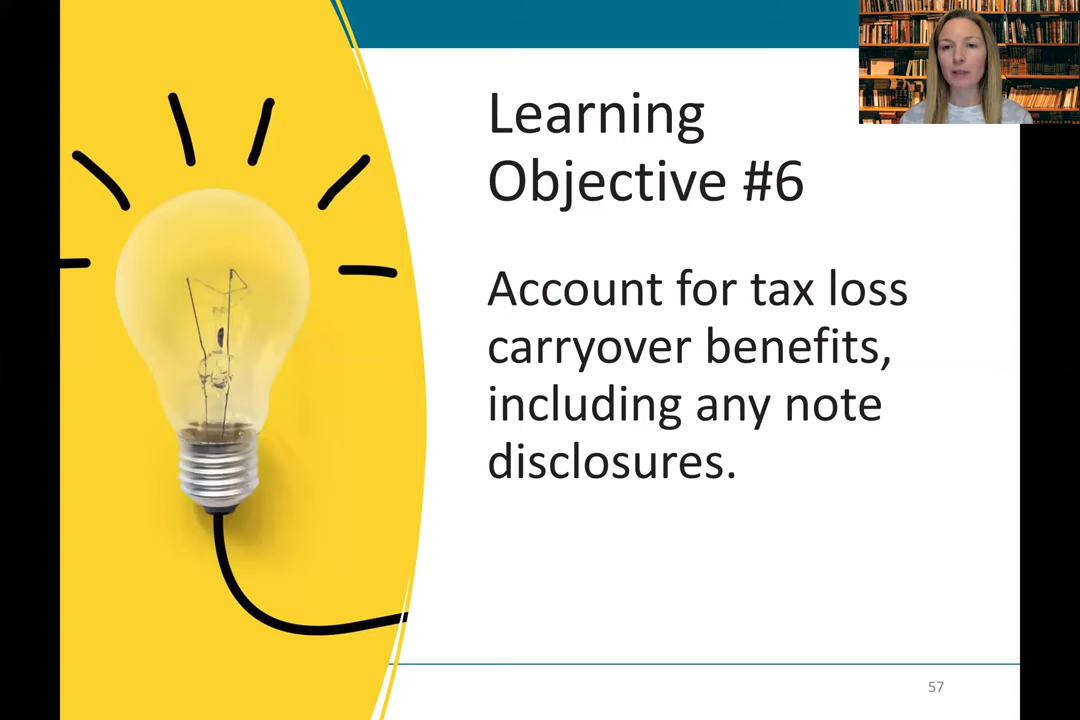 Learning
Objective #6
Account for tax loss
carryover benefits,
including any note
disclosures.
57